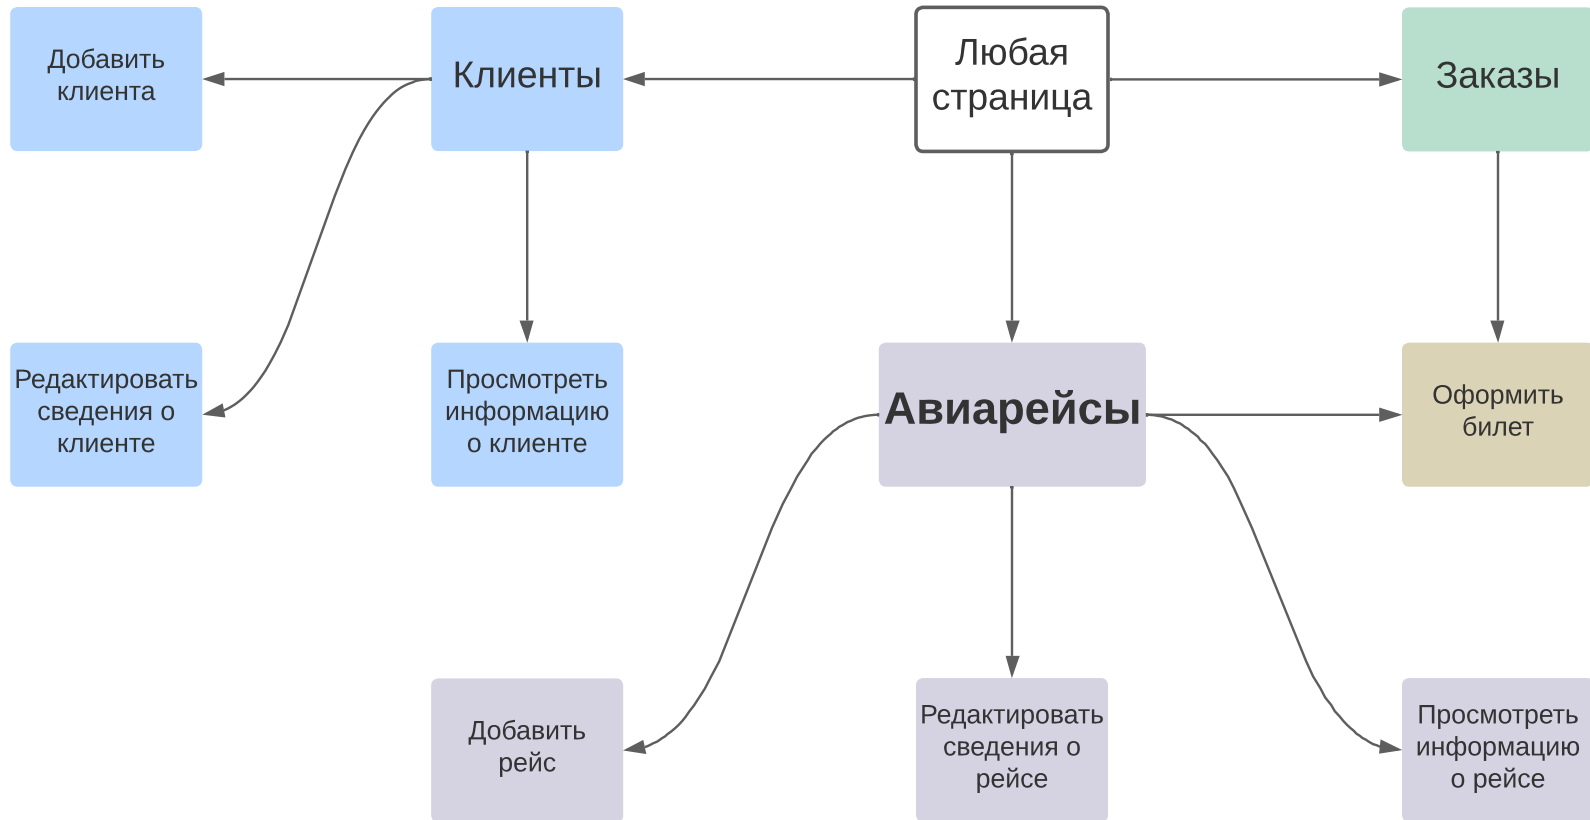 Добавить
клиента
Клиенты
Любая
страница
Заказы
Редактировать
сведения о
клиенте
Просмотреть
информацию
о клиенте
Авиарейсы
Оформить
билет
Добавить
рейс
Редактировать
сведения о
рейсе
Просмотреть
информацию
о рейсе